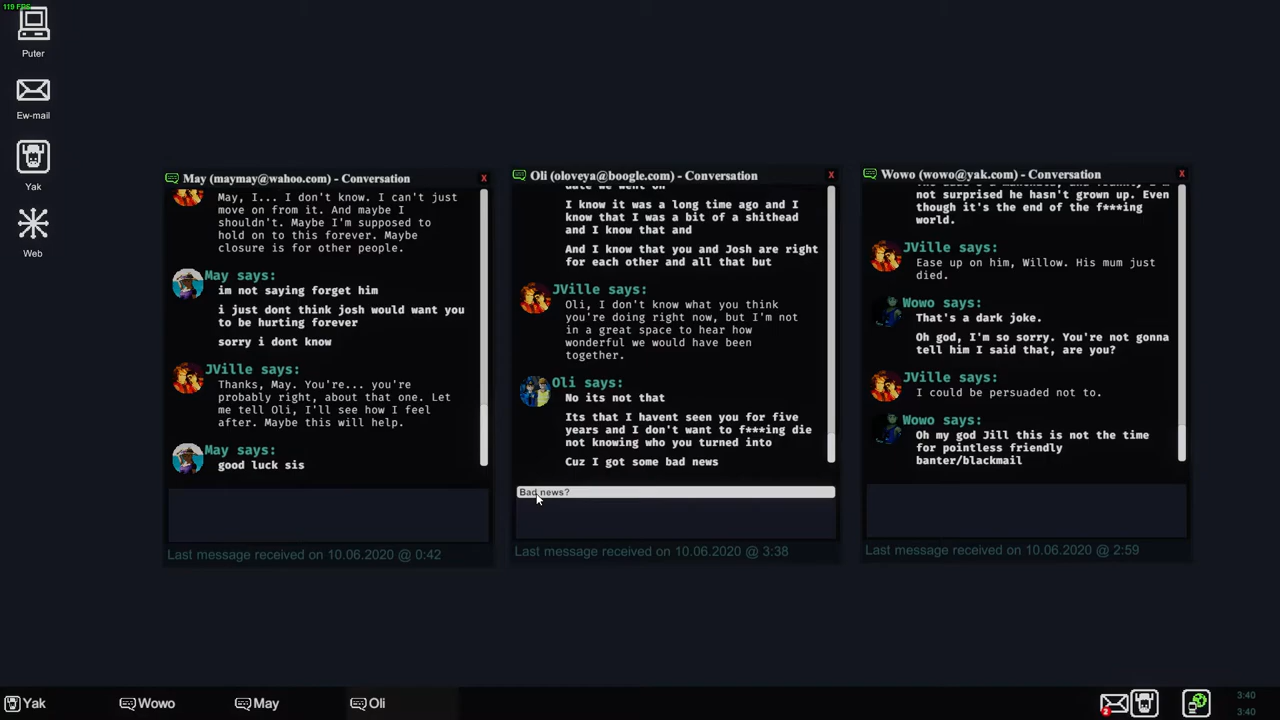 119 FPS
Puter
Ew-mail
Yak
Web
May (maymay@wahoo.com) - Conversation
X
May, I... I don't know. I can't just
move on from it. And maybe I
shouldn't. Maybe I'm supposed to
hold on to this forever. Maybe
closure is for other people.
May says:
im not saying forget him
i just dont think josh would want you
to be hurting forever
sorry i dont know
JVille says:
Thanks, May. You're... you're
probably right, about that one. Let
me tell Oli, I'll see how I feel
after. Maybe this will help.
May says:
good luck sis
Last message received on 10.06.2020 @ 0:42
Oli (oloveya@boogle.com) - Conversation
X
date we went on
I know it was a long time ago and I
know that I was a bit of a shithead
and I know that and
And I know that you and Josh are right
for each other and all that but
JVille says:
Oli, I don't know what you think
you're doing right now, but I'm not
in a great space to hear how
wonderful we would have been
together.
Oli says:
No its not that
Its that I havent seen you for five
years and I don't want to f***ing die
not knowing who you turned into
Cuz I got some bad news
Bad news?
Last message received on 10.06.2020 @ 3:38
Wowo (wowo@yak.com) - Conversation
X
not surprised he hasn't grown up. Even
though it's the end of the f***ing
world.
JVille says:
Ease up on him, Willow. His mum just
died.
Wowo says:
That's a dark joke.
Oh god, I'm so sorry. You're not gonna
tell him I said that, are you?
JVille says:
I could be persuaded not to.
Wowo says:
Oh my god Jill this is not the time
for pointless friendly
banter/blackmail
Last message received on 10.06.2020 @ 2:59
Yak
Wowo
May
Oli
2
3:40
3:40